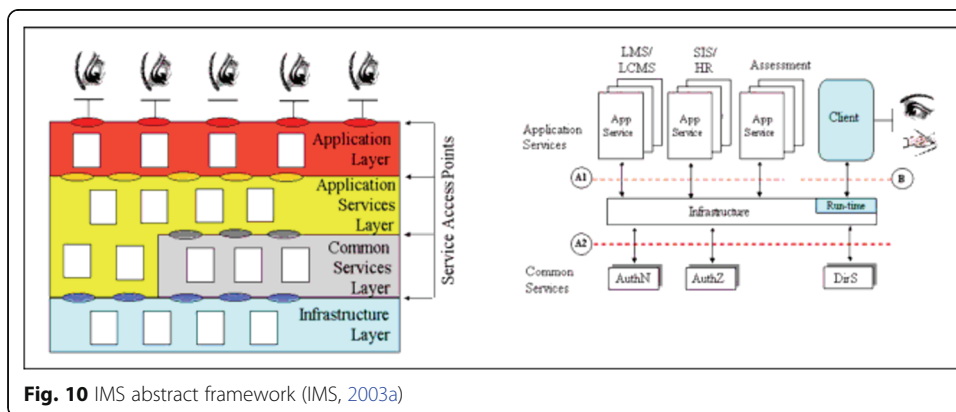 Application
Layer
Application
Services
Layer
Common
Services
Layer
Infrastructure
Layer
Service Access Points
LMS/
LCMS
SIS/
HR
Assessment
Application
Services
App
Service
App
Service
App
Service
Client
A1
B
Infrastructure
Run-time
A2
Common
Services
AuthN
AuthZ
DirS
Fig. 10 IMS abstract framework (IMS, 2003a)